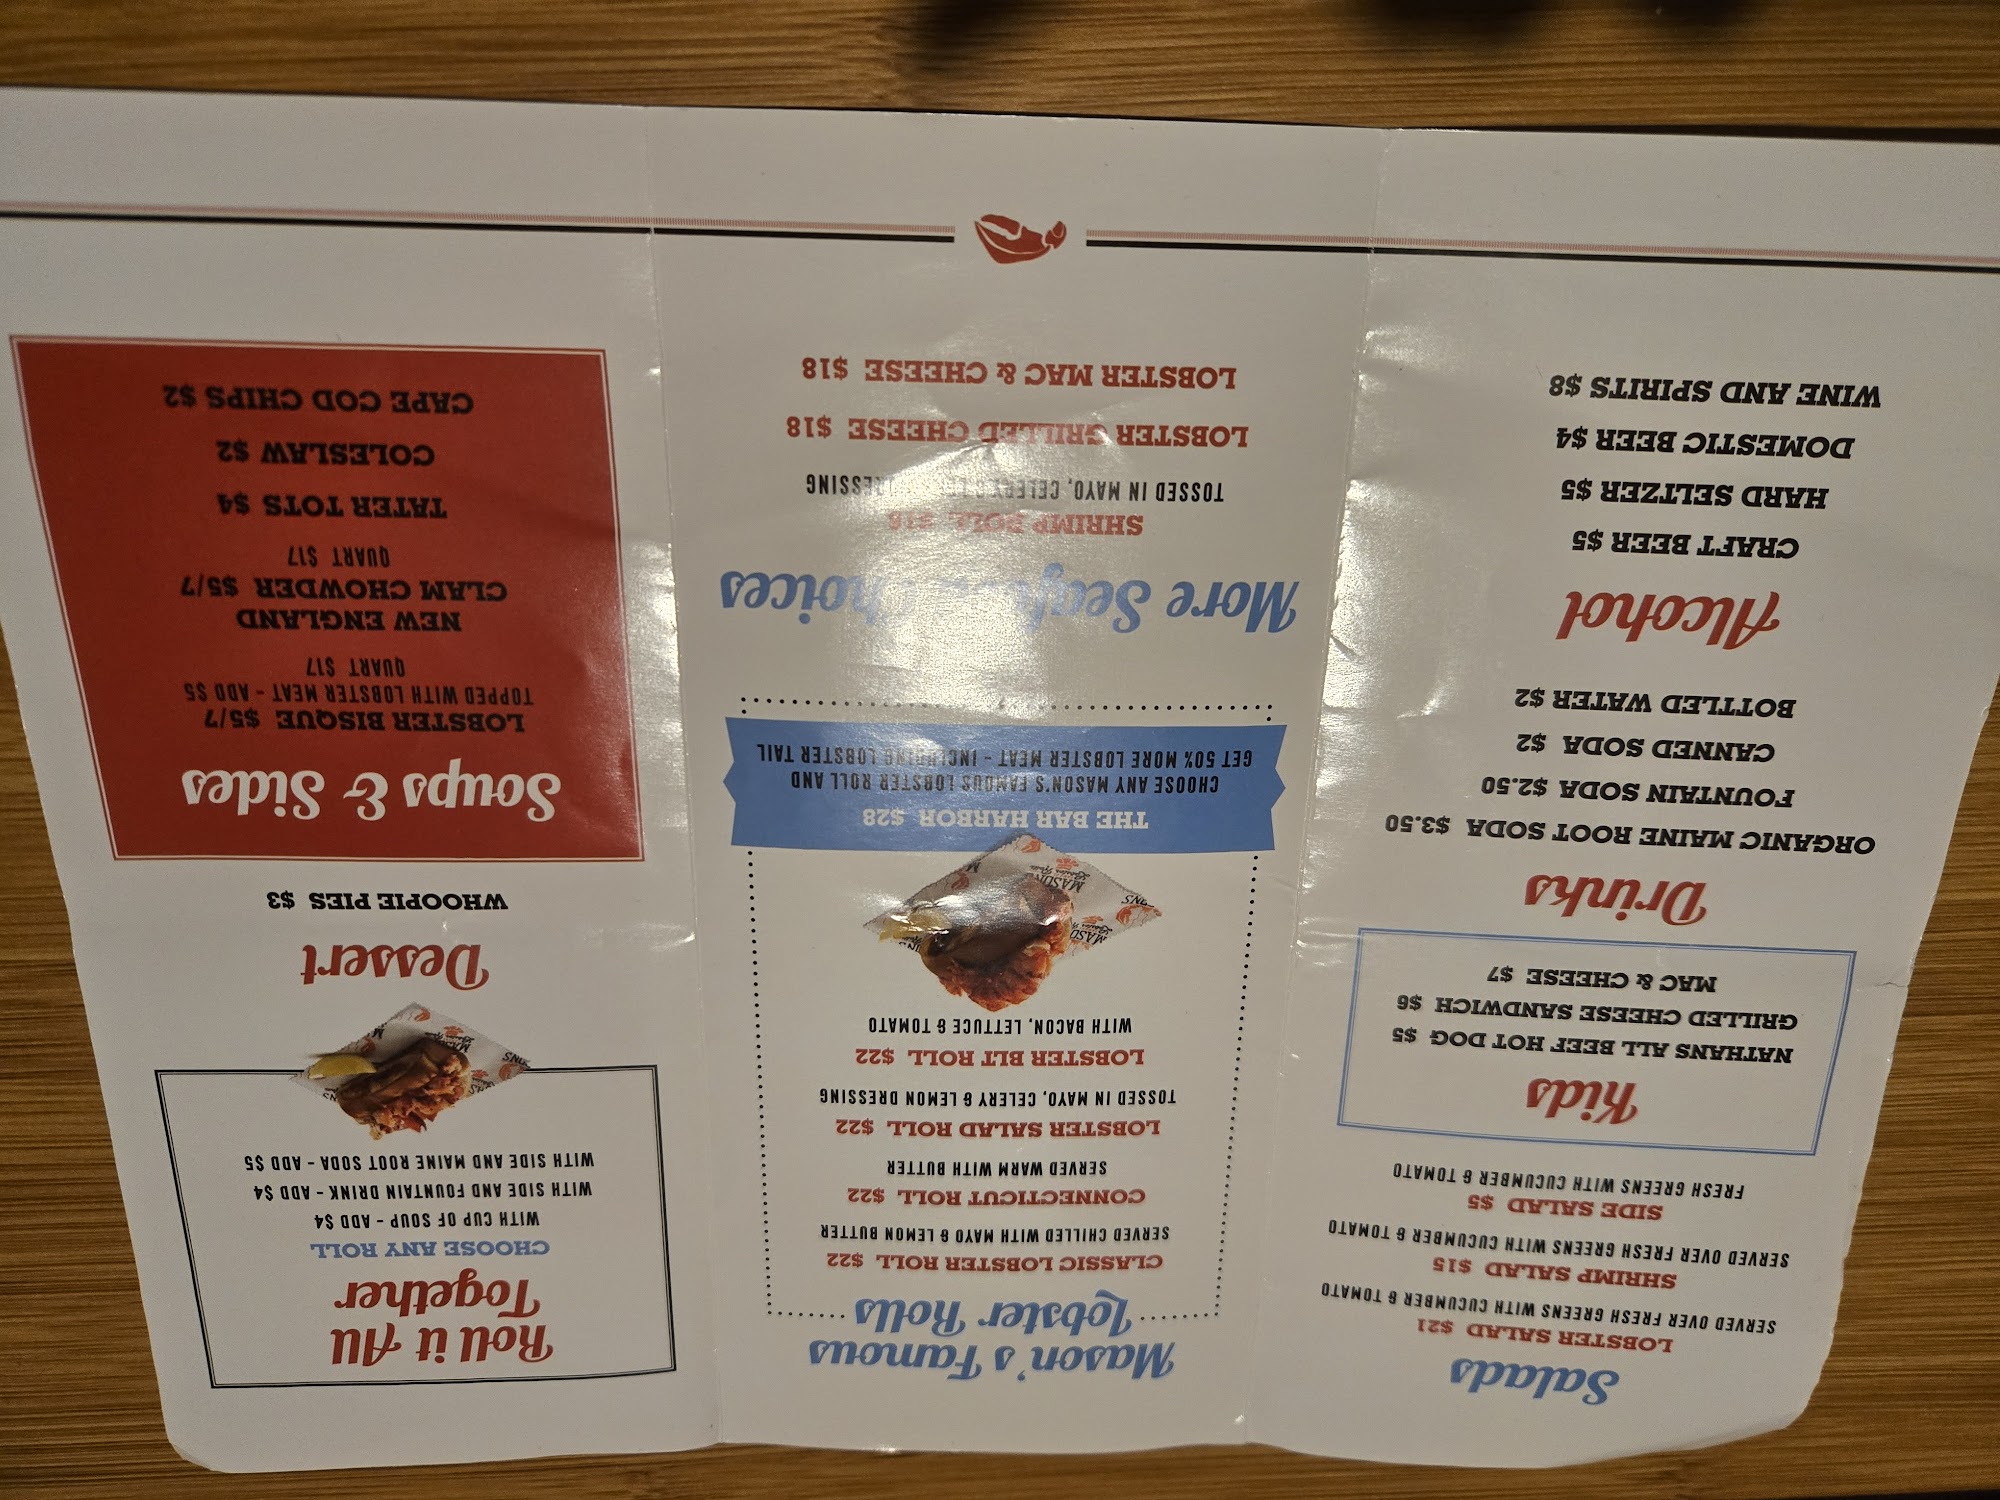 Salads
LOBSTER SALAD $21
SERVED OVER FRESH GREENS WITH CUCUMBER & TOMATO
SHRIMP SALAD $15
SERVED OVER FRESH GREENS WITH CUCUMBER & TOMATO
SIDE SALAD $5
FRESH GREENS WITH CUCUMBER & TOMATO
Kids
NATHANS ALL BEEF HOT DOG $5
GRILLED CHEESE SANDWICH $6
MAC & CHEESE $7
Drinks
ORGANIC MAINE ROOT SODA $3.50
FOUNTAIN SODA $2.50
CANNED SODA $2
BOTTLED WATER $2
Alcohol
CRAFT BEER $5
HARD SELTZER $5
DOMESTIC BEER $4
WINE AND SPIRITS $8
Mason's Famous
Lobster Rolls
CLASSIC LOBSTER ROLL $22
SERVED CHILLED WITH MAYO & LEMON BUTTER
CONNECTICUT ROLL $22
SERVED WARM WITH BUTTER
LOBSTER SALAD ROLL $22
TOSSED IN MAYO, CELERY & LEMON DRESSING
LOBSTER BLT ROLL $22
WITH BACON, LETTUCE & TOMATO
MASON
MASON
THE BAR HARBOR $28
CHOOSE ANY MASON'S FAMOUS LOBSTER ROLL AND
GET 50% MORE LOBSTER MEAT - INCLUDING LOBSTER TAIL
More Seafood Choices
SHRIMP ROLL
TOSSED IN MAYO, CELERY & DRESSING
LOBSTER GRILLED CHEESE $18
LOBSTER MAC & CHEESE $18
Roll it All
Together
CHOOSE ANY ROLL
WITH CUP OF SOUP - ADD $4
WITH SIDE AND FOUNTAIN DRINK - ADD $4
WITH SIDE AND MAINE ROOT SODA - ADD $5
Dessert
WHOOPIE PIES $3
Soups & Sides
LOBSTER BISQUE $5/7
TOPPED WITH LOBSTER MEAT - ADD $5
QUART $17
NEW ENGLAND
CLAM CHOWDER $5/7
QUART $17
TATER TOTS $4
COLESLAW $2
CAPE COD CHIPS $2